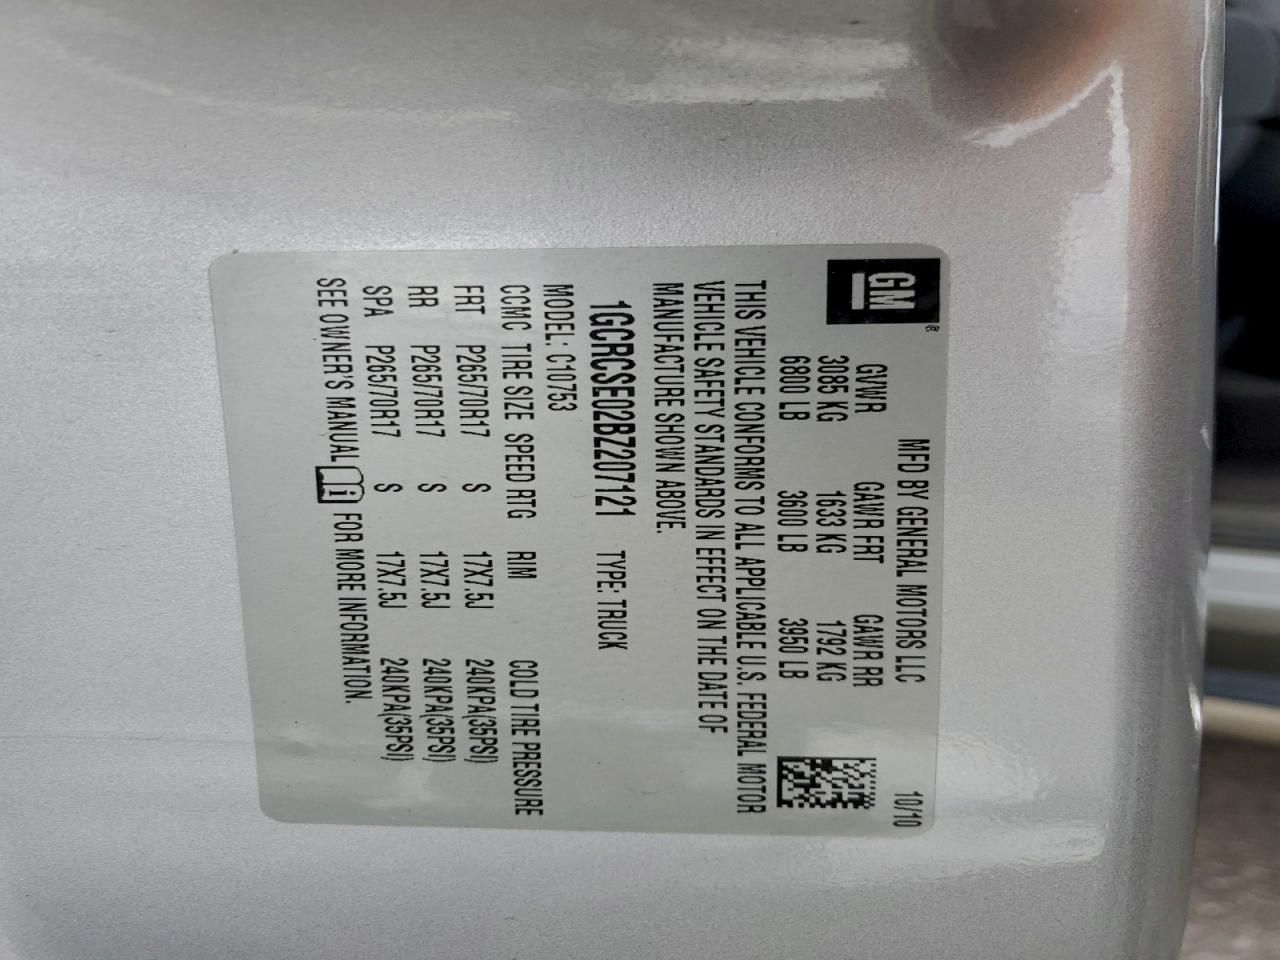 GM®
MFD BY GENERAL MOTORS LLC 10/10
GVWR GAWR FRT GAWR RR
3085 KG 1633 KG 1792 KG
6800 LB 3600 LB 3950 LB
THIS VEHICLE CONFORMS TO ALL APPLICABLE U.S. FEDERAL MOTOR
VEHICLE SAFETY STANDARDS IN EFFECT ON THE DATE OF
MANUFACTURE SHOWN ABOVE.
1GCRCSE02BZ207121 TYPE: TRUCK
MODEL: C10753
CCMC TIRE SIZE SPEED RTG RIM COLD TIRE PRESSURE
FRT P265/70R17 S 17X7.5J 240KPA(35PSI)
RR P265/70R17 S 17X7.5J 240KPA(35PSI)
SPA P265/70R17 S 17X7.5J 240KPA(35PSI)
SEE OWNER'S MANUAL i FOR MORE INFORMATION.